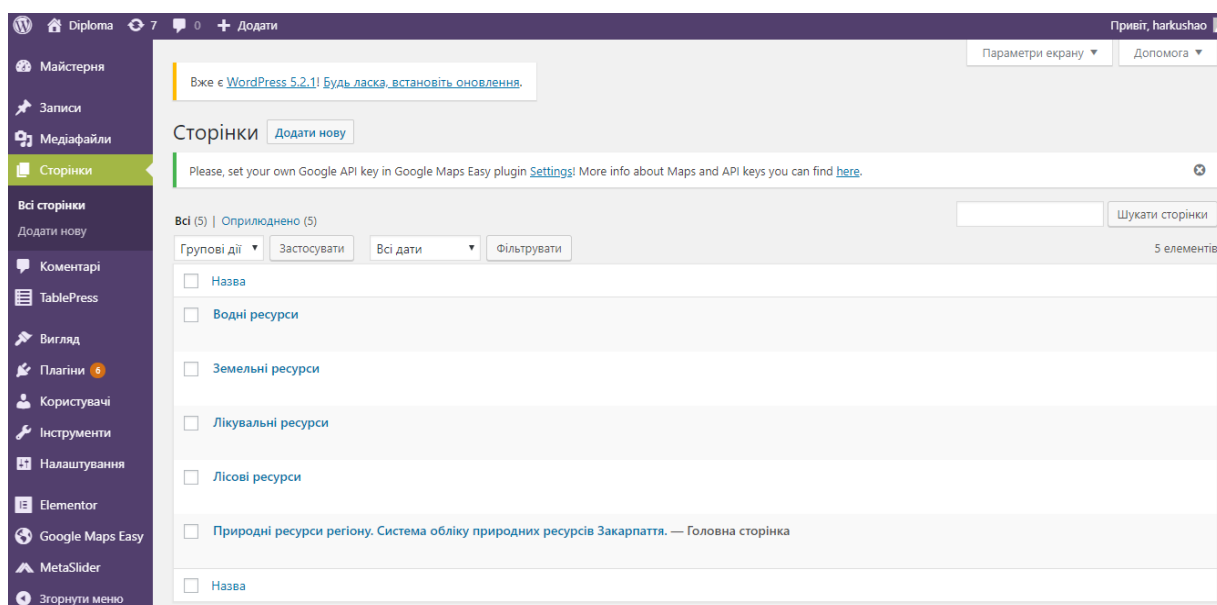 Diploma 7 0 Додати Привіт, harkushao
Параметри екрану ▼ Допомога ▼
Майстерня
Записи
Медіафайли
Сторінки
Всі сторінки
Додати нову
Коментарі
TablePress
Вигляд
Плагіни 6
Користувачі
Інструменти
Налаштування
Elementor
Google Maps Easy
MetaSlider
Згорнути меню
Вже є WordPress 5.2.1! Будь ласка, встановіть оновлення.
Сторінки Додати нову
Please, set your own Google API key in Google Maps Easy plugin Settings! More info about Maps and API keys you can find here.
Всі (5) | Оприлюднено (5)
Шукати сторінки
Групові дії ▼ Застосувати Всі дати ▼ Фільтрувати 5 елементів
Назва
Водні ресурси
Земельні ресурси
Лікувальні ресурси
Лісові ресурси
Природні ресурси регіону. Система обліку природних ресурсів Закарпаття. — Головна сторінка
Назва